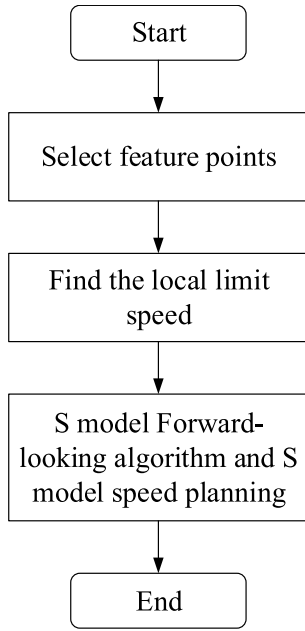 Start
Select feature points
Find the local limit
speed
S model Forward-
looking algorithm and S
model speed planning
End